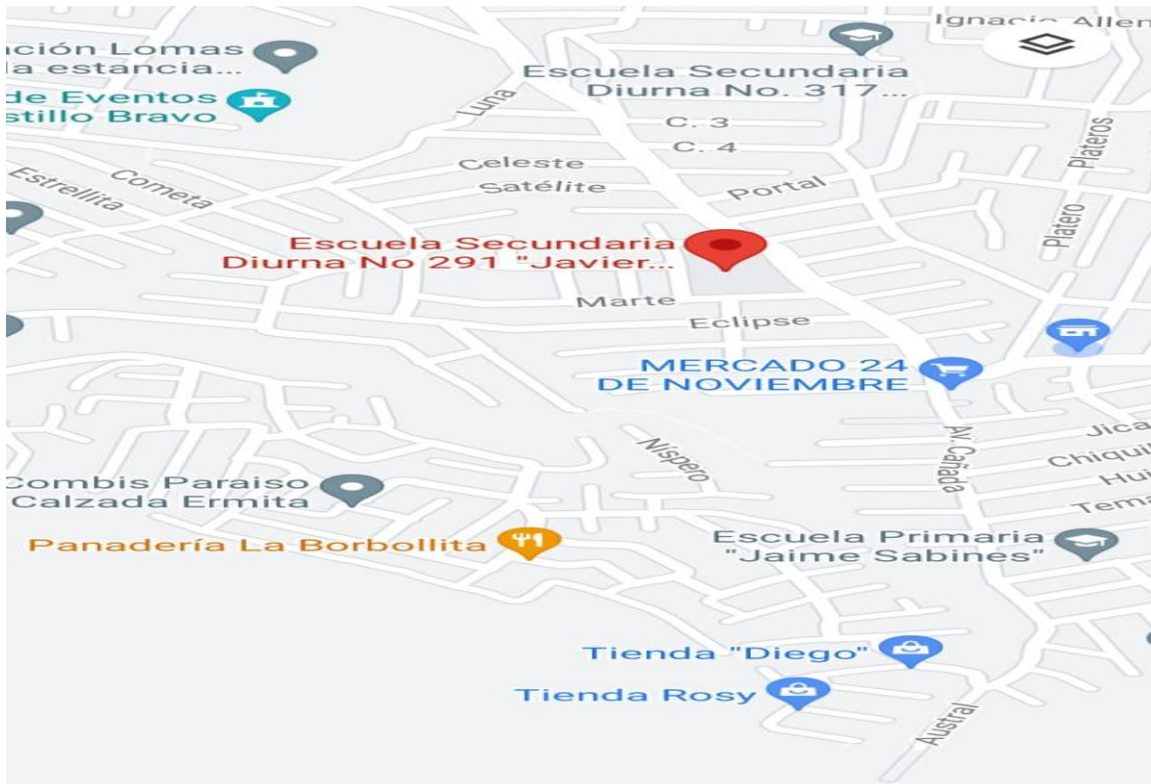 Ignacio Allen
ación Lomas
la estancia...
Escuela Secundaria
Diurna No. 317...
de Eventos
stillo Bravo
Luna
C. 3
C. 4
Plateros
Celeste
Satélite
Portal
Estrellita
Cometa
Platero
Escuela Secundaria
Diurna No 291 "Javier...
Marte
Eclipse
MERCADO 24
DE NOVIEMBRE
Av. Cañada
Jica
Chiquil
Hui
Tema
Níspero
Combis Paraiso
Calzada Ermita
Panadería La Borbollita
Escuela Primaria
"Jaime Sabines"
Tienda "Diego"
Tienda Rosy
Austral